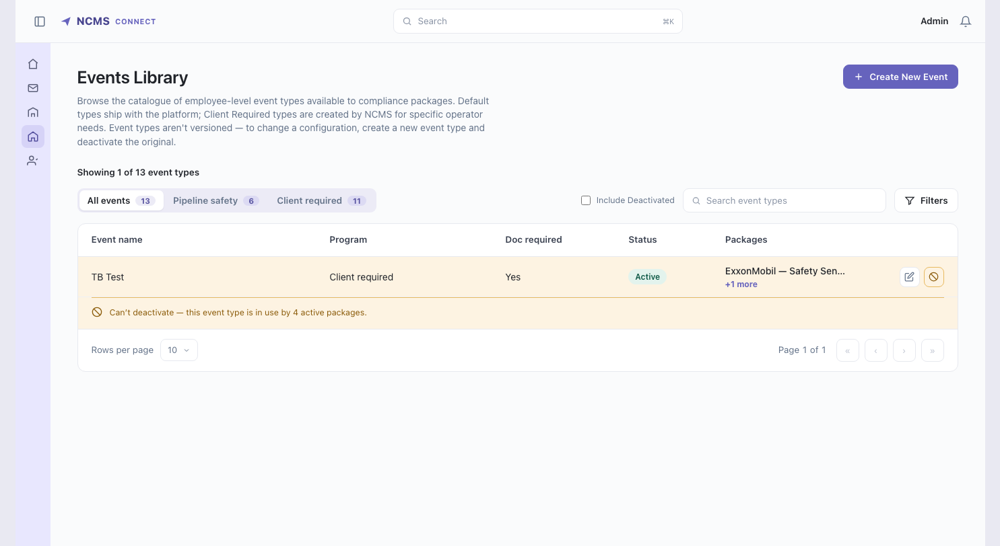 NCMS CONNECT
Search
⌘K
Admin
Events Library
Create New Event
Browse the catalogue of employee-level event types available to compliance packages. Default
types ship with the platform; Client Required types are created by NCMS for specific operator
needs. Event types aren't versioned — to change a configuration, create a new event type and
deactivate the original.
Showing 1 of 13 event types
All events 13 Pipeline safety 6 Client required 11
Include Deactivated
Search event types
Filters
Event name Program Doc required Status Packages
TB Test Client required Yes Active ExxonMobil — Safety Sen...
+1 more
Can't deactivate — this event type is in use by 4 active packages.
Rows per page 10 Page 1 of 1 « ‹ › »